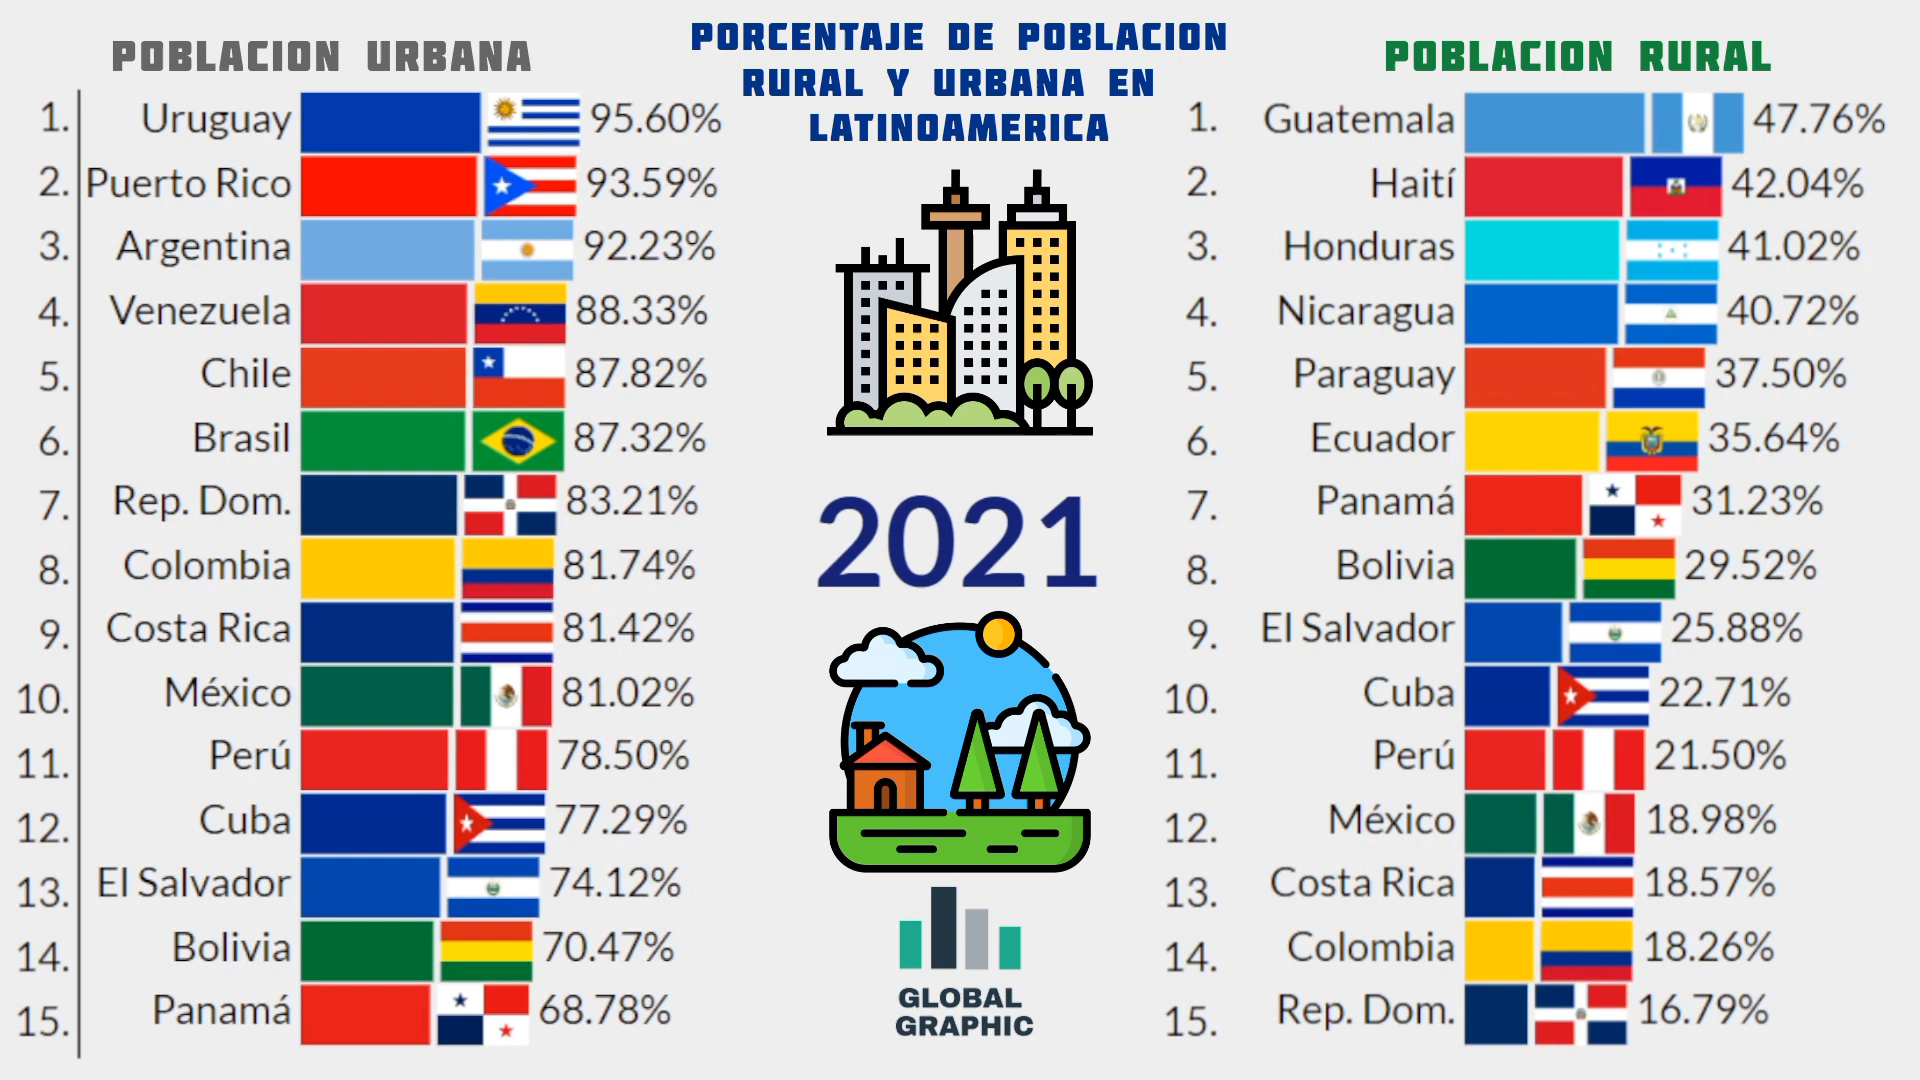 POBLACION URBANA
1. Uruguay 95.60%
2. Puerto Rico 93.59%
3. Argentina 92.23%
4. Venezuela 88.33%
5. Chile 87.82%
6. Brasil 87.32%
7. Rep. Dom. 83.21%
8. Colombia 81.74%
9. Costa Rica 81.42%
10. México 81.02%
11. Perú 78.50%
12. Cuba 77.29%
13. El Salvador 74.12%
14. Bolivia 70.47%
15. Panamá 68.78%
PORCENTAJE DE POBLACION
RURAL Y URBANA EN
LATINOAMERICA
2021
GLOBAL
GRAPHIC
POBLACION RURAL
1. Guatemala 47.76%
2. Haití 42.04%
3. Honduras 41.02%
4. Nicaragua 40.72%
5. Paraguay 37.50%
6. Ecuador 35.64%
7. Panamá 31.23%
8. Bolivia 29.52%
9. El Salvador 25.88%
10. Cuba 22.71%
11. Perú 21.50%
12. México 18.98%
13. Costa Rica 18.57%
14. Colombia 18.26%
15. Rep. Dom. 16.79%